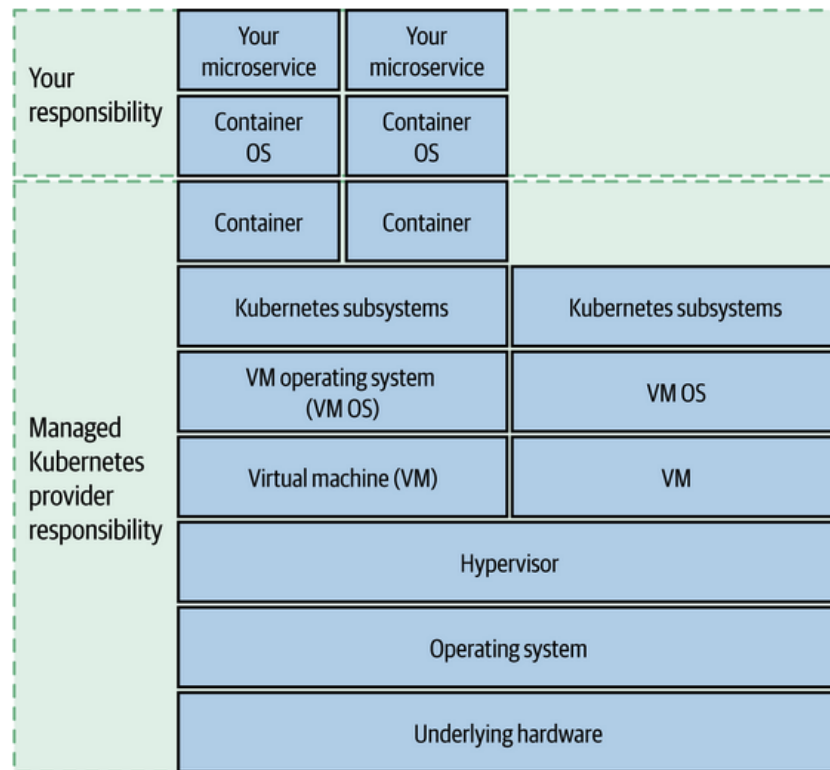 Your
responsibility
Your
microservice
Your
microservice
Container
OS
Container
OS
Managed
Kubernetes
provider
responsibility
Container
Container
Kubernetes subsystems
Kubernetes subsystems
VM operating system
(VM OS)
VM OS
Virtual machine (VM)
VM
Hypervisor
Operating system
Underlying hardware